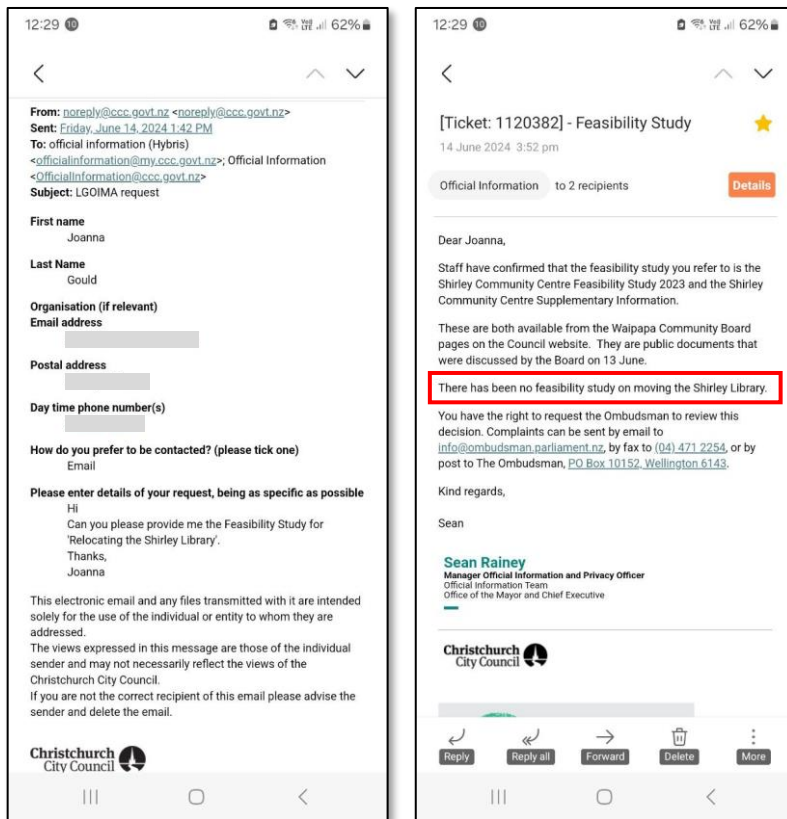 12:29 10 62%
From: noreply@ccc.govt.nz <noreply@ccc.govt.nz>
Sent: Friday, June 14, 2024 1:42 PM
To: official information (Hybris)
<officialinformation@my.ccc.govt.nz>; Official Information
<OfficialInformation@ccc.govt.nz>
Subject: LGOIMA request
First name
Joanna
Last Name
Gould
Organisation (if relevant)
Email address
Postal address
Day time phone number(s)
How do you prefer to be contacted? (please tick one)
Email
Please enter details of your request, being as specific as possible
Hi
Can you please provide me the Feasibility Study for
'Relocating the Shirley Library'.
Thanks,
Joanna
This electronic email and any files transmitted with it are intended
solely for the use of the individual or entity to whom they are
addressed.
The views expressed in this message are those of the individual
sender and may not necessarily reflect the views of the
Christchurch City Council.
If you are not the correct recipient of this email please advise the
sender and delete the email.
Christchurch
City Council
12:29 10 62%
[Ticket: 1120382] - Feasibility Study
14 June 2024 3:52 pm
Official Information to 2 recipients Details
Dear Joanna,
Staff have confirmed that the feasibility study you refer to is the
Shirley Community Centre Feasibility Study 2023 and the Shirley
Community Centre Supplementary Information.
These are both available from the Waipapa Community Board
pages on the Council website. They are public documents that
were discussed by the Board on 13 June.
There has been no feasibility study on moving the Shirley Library.
You have the right to request the Ombudsman to review this
decision. Complaints can be sent by email to
info@ombudsman.parliament.nz, by fax to (04) 471 2254, or by
post to The Ombudsman, PO Box 10152, Wellington 6143.
Kind regards,
Sean
Sean Rainey
Manager Official Information and Privacy Officer
Official Information Team
Office of the Mayor and Chief Executive
Christchurch
City Council
Reply Reply all Forward Delete More